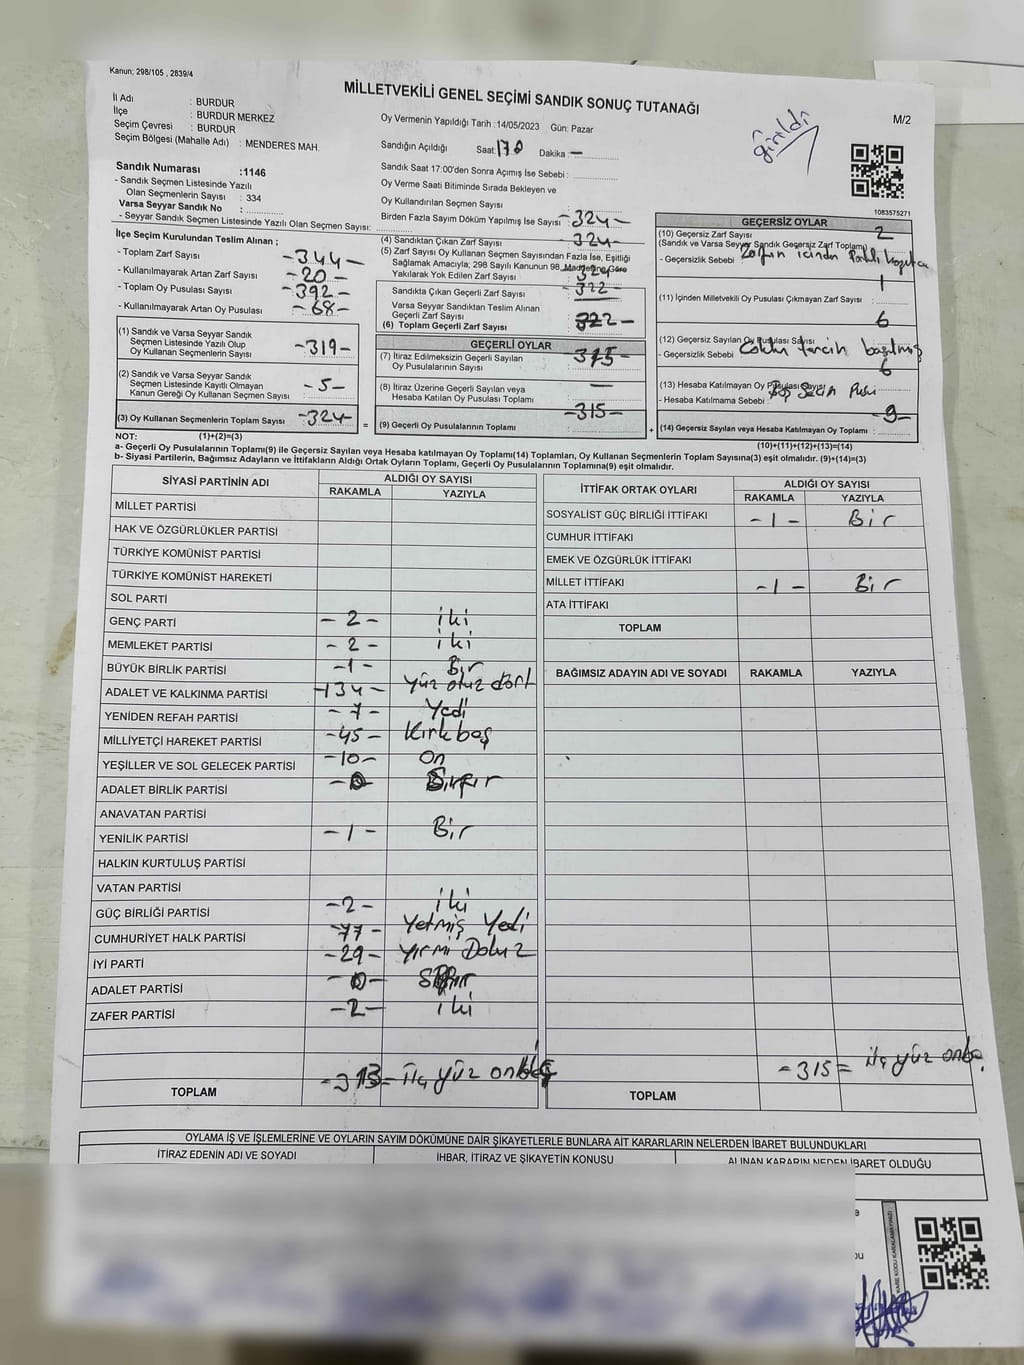 Kanun; 298/105 , 2839/4
MİLLETVEKİLİ GENEL SEÇİMİ SANDIK SONUÇ TUTANAĞI
M/2
İl Adı : BURDUR
İlçe : BURDUR MERKEZ
Seçim Çevresi : BURDUR
Seçim Bölgesi (Mahalle Adı) : MENDERES MAH.
Oy Vermenin Yapıldığı Tarih :14/05/2023 Gün: Pazar
girildi
Sandığın Açıldığı Saat: Dakika: —
Sandık Numarası :1146
- Sandık Seçmen Listesinde Yazılı
Olan Seçmenlerin Sayısı : 334
Varsa Seyyar Sandık No :
- Seyyar Sandık Seçmen Listesinde Yazılı Olan Seçmen Sayısı:
Sandık Saat 17:00'den Sonra Açımış İse Sebebi :
Oy Verme Saati Bitiminde Sırada Bekleyen ve
Oy Kullandırılan Seçmen Sayısı
Birden Fazla Sayım Döküm Yapılmış İse Sayısı -324-
1083575271
İlçe Seçim Kurulundan Teslim Alınan ;
- Toplam Zarf Sayısı -344-
- Kullanılmayarak Artan Zarf Sayısı -20-
- Toplam Oy Pusulası Sayısı -392-
- Kullanılmayarak Artan Oy Pusulası -68-
(1) Sandık ve Varsa Seyyar Sandık
Seçmen Listesinde Yazılı Olup
Oy Kullanan Seçmenlerin Sayısı -319-
(2) Sandık ve Varsa Seyyar Sandık
Seçmen Listesinde Kayıtlı Olmayan
Kanun Gereği Oy Kullanan Seçmen Sayısı -5-
(3) Oy Kullanan Seçmenlerin Toplam Sayısı -324-
(4) Sandıktan Çıkan Zarf Sayısı -324-
(5) Zarf Sayısı Oy Kullanan Seçmen Sayısından Fazla İse, Eşitliği
Sağlamak Amacıyla; 298 Sayılı Kanunun 98. Maddesine Göre
Yakılarak Yok Edilen Zarf Sayısı 324
Sandıkta Çıkan Geçerli Zarf Sayısı -322-
Varsa Seyyar Sandıktan Teslim Alınan
Geçerli Zarf Sayısı
(6) Toplam Geçerli Zarf Sayısı 322-
GEÇERLİ OYLAR
(7) İtiraz Edilmeksizin Geçerli Sayılan
Oy Pusulalarının Sayısı -315-
(8) İtiraz Üzerine Geçerli Sayılan veya
Hesaba Katılan Oy Pusulası Toplamı —
= (9) Geçerli Oy Pusulalarının Toplamı -315-
GEÇERSİZ OYLAR
(10) Geçersiz Zarf Sayısı 2
(Sandık ve Varsa Seyyar Sandık Geçersiz Zarf Toplamı)
- Geçersizlik Sebebi Zarfın içinden
1
(11) İçinden Milletvekili Oy Pusulası Çıkmayan Zarf Sayısı :
6
(12) Geçersiz Sayılan Oy Pusulası Sayısı
- Geçersizlik Sebebi Çoklu tercih basılmış
6
(13) Hesaba Katılmayan Oy Pusulası Sayısı
- Hesaba Katılmama Sebebi :
-9-
+ (14) Geçersiz Sayılan veya Hesaba Katılmayan Oy Toplamı :
NOT: (1)+(2)=(3)
(10)+(11)+(12)+(13)=(14)
a- Geçerli Oy Pusulalarının Toplamı(9) ile Geçersiz Sayılan veya Hesaba katılmayan Oy Toplamı(14) Toplamları, Oy Kullanan Seçmenlerin Toplam Sayısına(3) eşit olmalıdır. (9)+(14)=(3)
b- Siyasi Partilerin, Bağımsız Adayların ve İttifakların Aldığı Ortak Oyların Toplamı, Geçerli Oy Pusulalarının Toplamına(9) eşit olmalıdır.
SİYASİ PARTİNİN ADI ALDIĞI OY SAYISI
RAKAMLA YAZIYLA
MİLLET PARTİSİ
HAK VE ÖZGÜRLÜKLER PARTİSİ
TÜRKİYE KOMÜNİST PARTİSİ
TÜRKİYE KOMÜNİST HAREKETİ
SOL PARTİ
GENÇ PARTİ -2- iki
MEMLEKET PARTİSİ -2- iki
BÜYÜK BİRLİK PARTİSİ -1- Bir
ADALET VE KALKINMA PARTİSİ -134- Yüz otuz dört
YENİDEN REFAH PARTİSİ -7- Yedi
MİLLİYETÇİ HAREKET PARTİSİ -45- Kırkbeş
YEŞİLLER VE SOL GELECEK PARTİSİ -10- On
ADALET BİRLİK PARTİSİ -0 Sıfır
ANAVATAN PARTİSİ
YENİLİK PARTİSİ -1- Bir
HALKIN KURTULUŞ PARTİSİ
VATAN PARTİSİ
GÜÇ BİRLİĞİ PARTİSİ -2- iki
CUMHURİYET HALK PARTİSİ -77- Yetmiş Yedi
İYİ PARTİ -29- Yirmi Dokuz
ADALET PARTİSİ -0- Sıfır
ZAFER PARTİSİ -2- iki
TOPLAM üç yüz
İTTİFAK ORTAK OYLARI ALDIĞI OY SAYISI
RAKAMLA YAZIYLA
SOSYALİST GÜÇ BİRLİĞİ İTTİFAKI -1- Bir
CUMHUR İTTİFAKI
EMEK VE ÖZGÜRLÜK İTTİFAKI
MİLLET İTTİFAKI -1- Bir
ATA İTTİFAKI
TOPLAM
BAĞIMSIZ ADAYIN ADI VE SOYADI RAKAMLA YAZIYLA
TOPLAM -315= üç yüz onbe.
OYLAMA İŞ VE İŞLEMLERİNE VE OYLARIN SAYIM DÖKÜMÜNE DAİR ŞİKAYETLERLE BUNLARA AİT KARARLARIN NELERDEN İBARET BULUNDUKLARI
İTİRAZ EDENİN ADI VE SOYADI İHBAR, İTİRAZ VE ŞİKAYETİN KONUSU ALINAN KARARIN NEDEN İBARET OLDUĞU